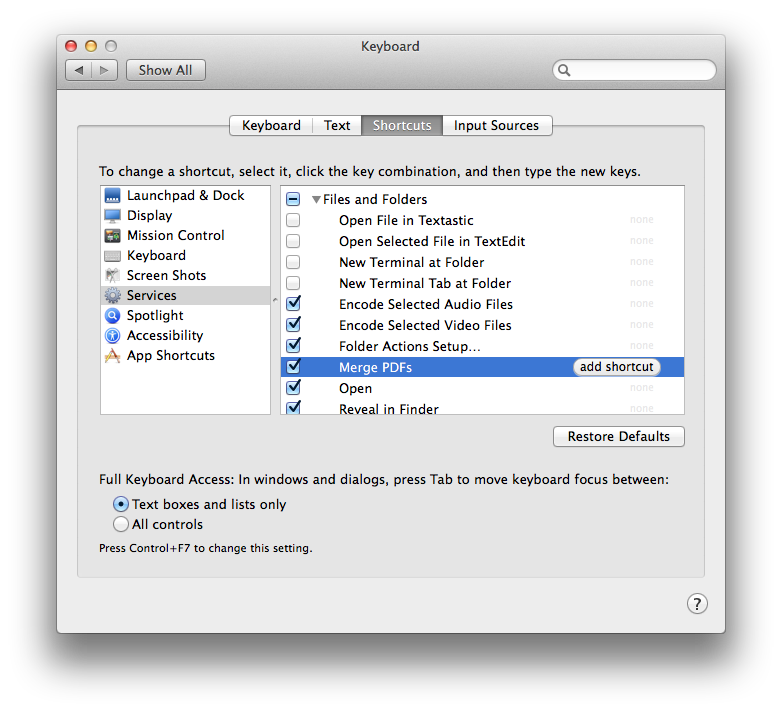 Keyboard
Show All
Keyboard Text Shortcuts Input Sources
To change a shortcut, select it, click the key combination, and then type the new keys.
Launchpad & Dock
Display
Mission Control
Keyboard
Screen Shots
Services
Spotlight
Accessibility
App Shortcuts
Files and Folders
Open File in Textastic none
Open Selected File in TextEdit none
New Terminal at Folder none
New Terminal Tab at Folder none
Encode Selected Audio Files none
Encode Selected Video Files none
Folder Actions Setup... none
Merge PDFs add shortcut
Open none
Reveal in Finder none
Restore Defaults
Full Keyboard Access: In windows and dialogs, press Tab to move keyboard focus between:
Text boxes and lists only
All controls
Press Control+F7 to change this setting.
?